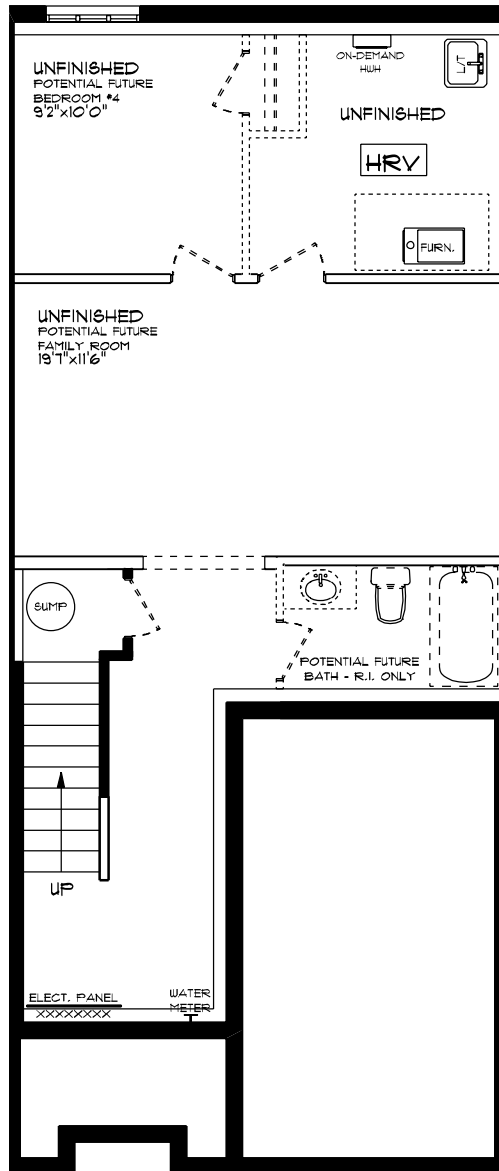 UNFINISHED
POTENTIAL FUTURE
BEDROOM #4
9'2"x10'0"
ON-DEMAND
HWH
L/T
UNFINISHED
HRV
FURN.
UNFINISHED
POTENTIAL FUTURE
FAMILY ROOM
19'7"x11'6"
SUMP
POTENTIAL FUTURE
BATH - R.I. ONLY
UP
ELECT. PANEL
XXXXXXXX
WATER
METER